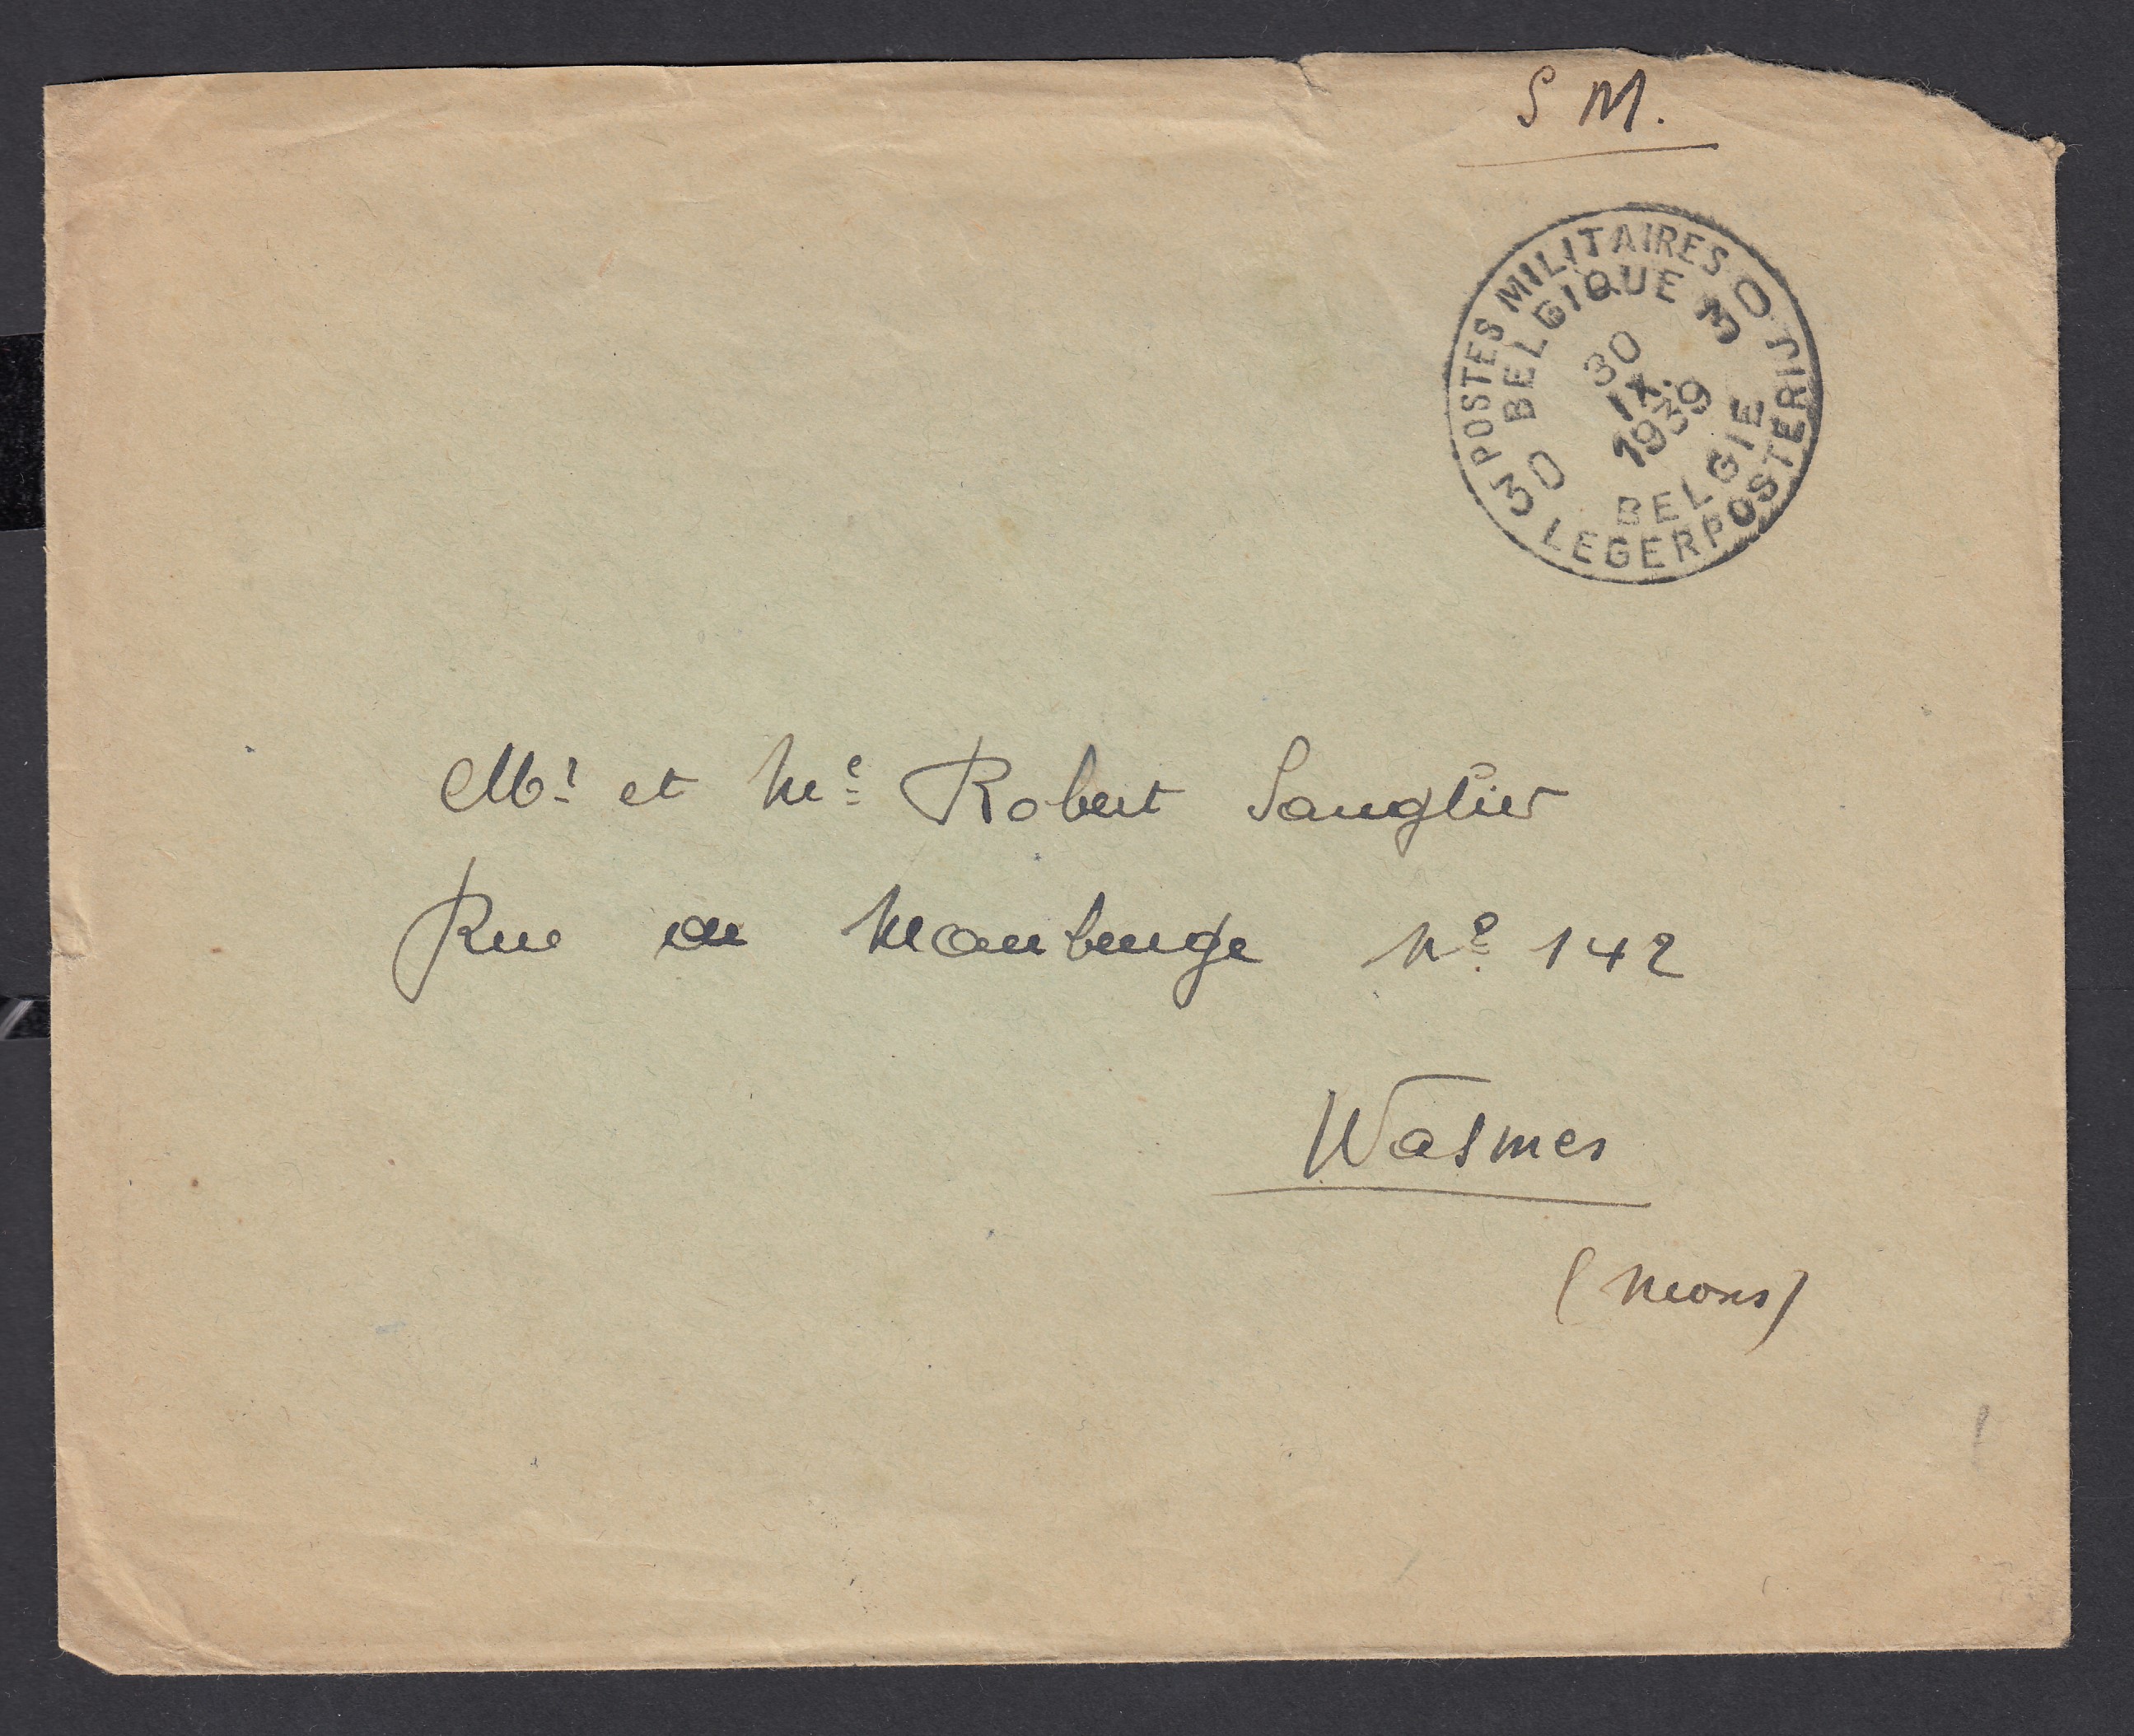 S M.
POSTES MILITAIRES
BELGIQUE
30
30
IX.
1939
30
BELGIE
LEGERPOSTERIJ
Mr et Me Robert Sanglier
Rue de Maubeuge No 142
Wasmes
(Mons)